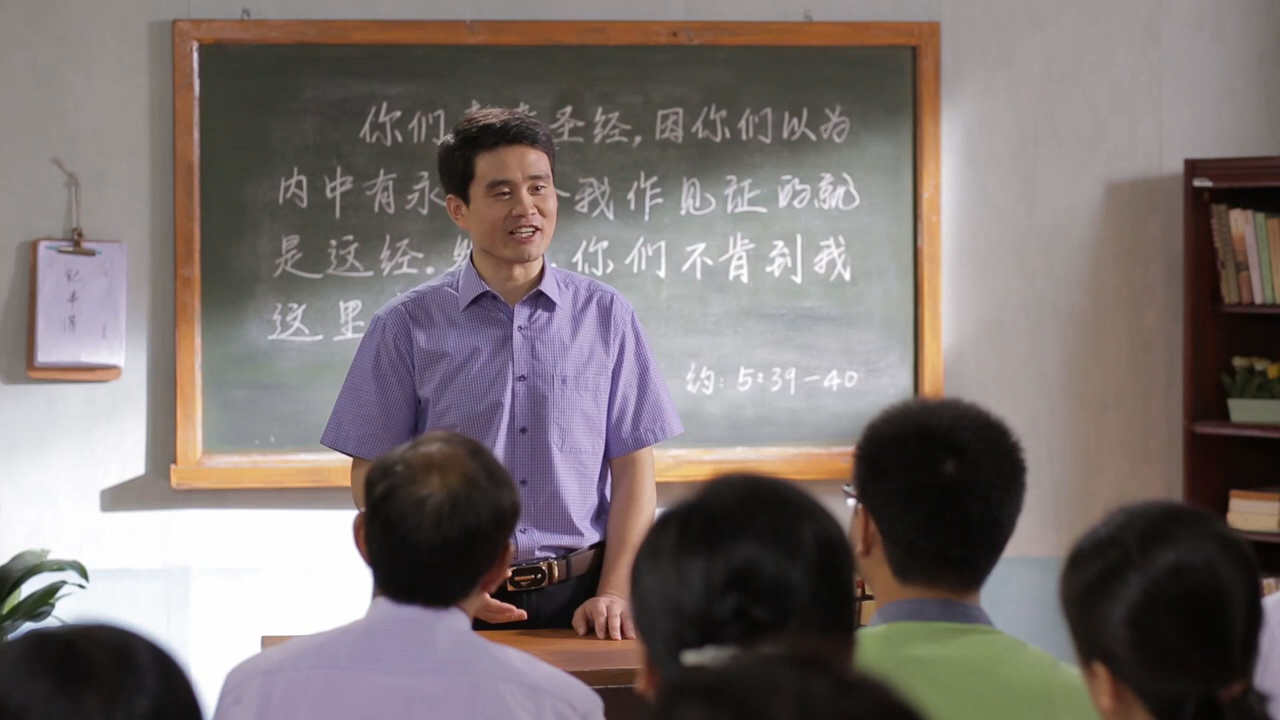 你们 圣经,因你们以为
内中有永 我作见证的就
是这经. 你们不肯到我
这里
约: 5:39-40